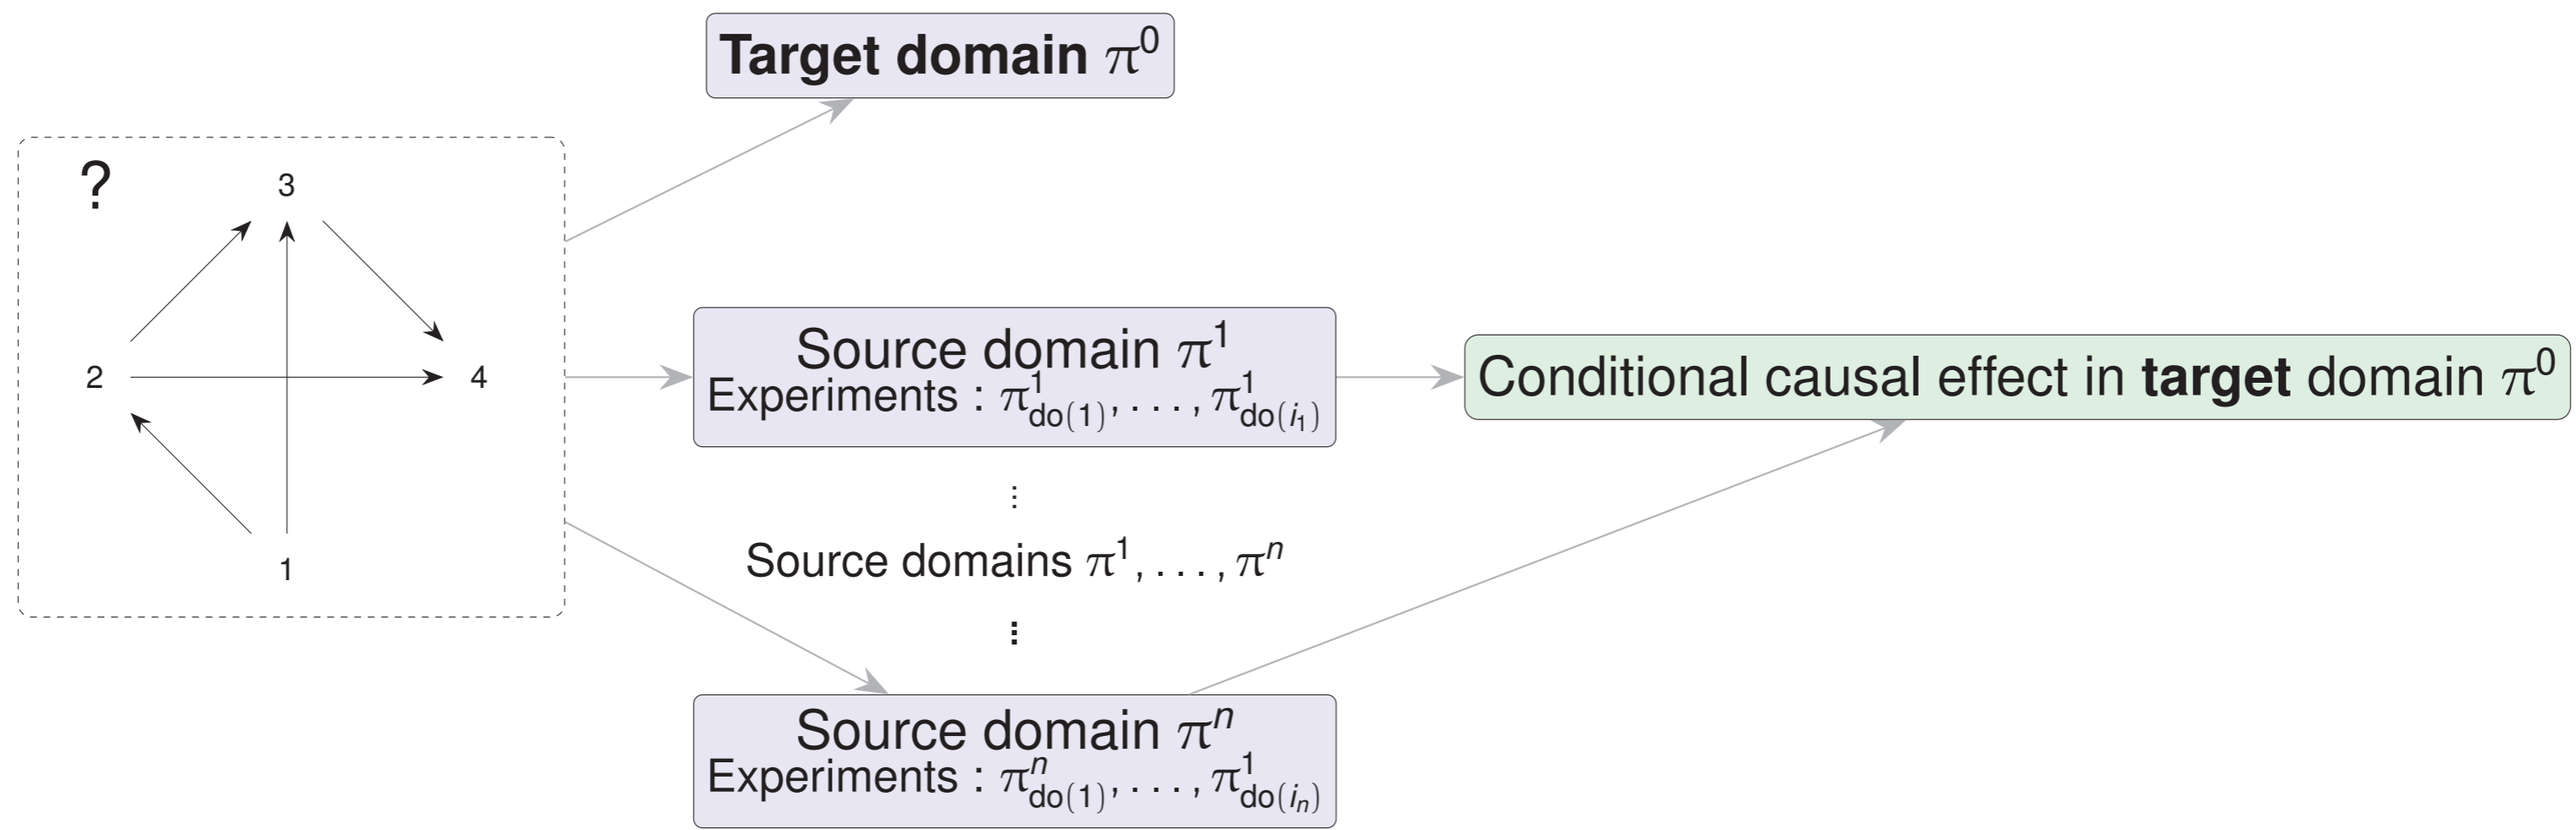 Target domain π⁰
?
3
2
4
1
Source domain π¹
Experiments : π¹do(1), . . . , π¹do(i₁)
Conditional causal effect in target domain π⁰
⋮
Source domains π¹, . . . , πⁿ
⋮
Source domain πⁿ
Experiments : πⁿdo(1), . . . , π¹do(iₙ)